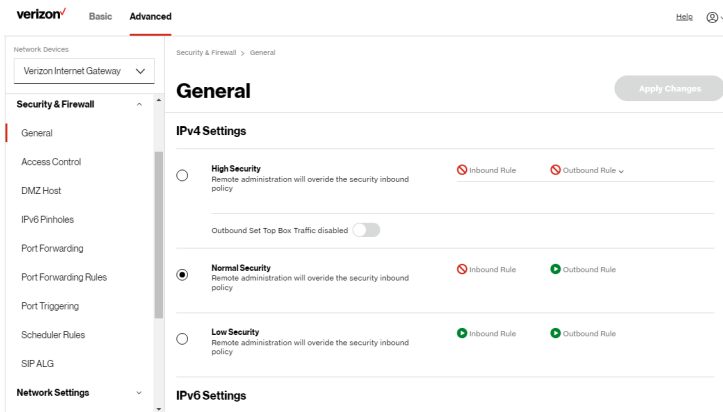 verizon
Basic
Advanced
Help
Network Devices
Verizon Internet Gateway
Security & Firewall
General
Access Control
DMZ Host
IPv6 Pinholes
Port Forwarding
Port Forwarding Rules
Port Triggering
Scheduler Rules
SIP ALG
Network Settings
Security & Firewall > General
General
Apply Changes
IPv4 Settings
High Security
Remote administration will overide the security inbound
policy
Inbound Rule
Outbound Rule
Outbound Set Top Box Traffic disabled
Normal Security
Remote administration will overide the security inbound
policy
Inbound Rule
Outbound Rule
Low Security
Remote administration will overide the security inbound
policy
Inbound Rule
Outbound Rule
IPv6 Settings